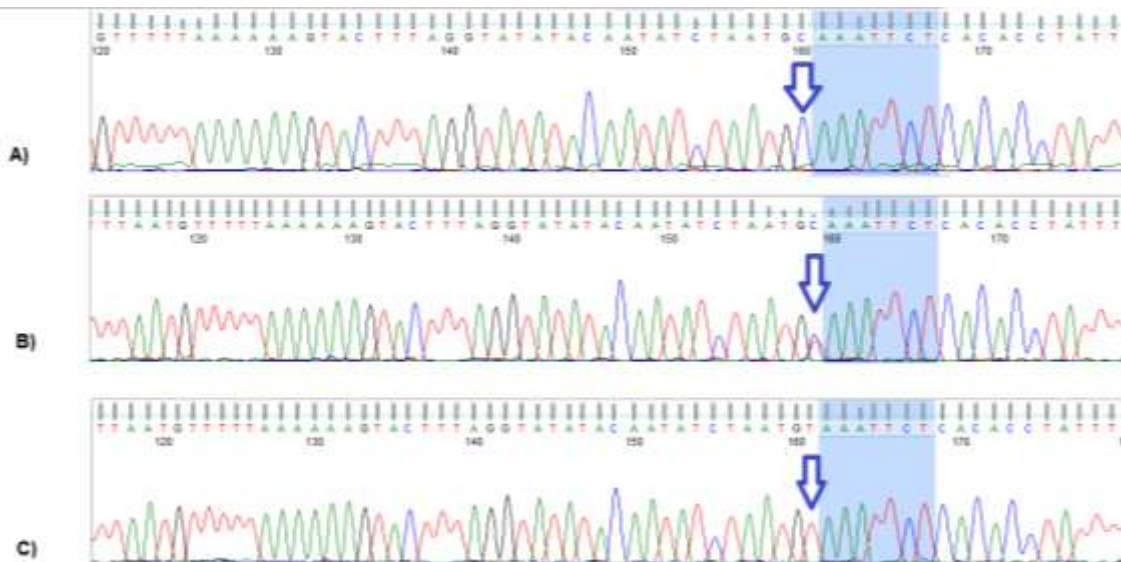 G T T T T T A A A A A A G T A C T T T A G G T A T A T A C A A T A T C T A A T G C A A A T T C T C A C A C C T A T T
120 130 140 150 160 170
A)
T T T A A T G T T T T T A A A A A A G T A C T T T A G G T A T A T A C A A T A T C T A A T G C A A A T T C T C A C A C C T A T T T
120 130 140 150 160 170
B)
T T A A T G T T T T T A A A A A A G T A C T T T A G G T A T A T A C A A T A T C T A A T G T A A A T T C T C A C A C C T A T T T
120 130 140 150 160 170
C)